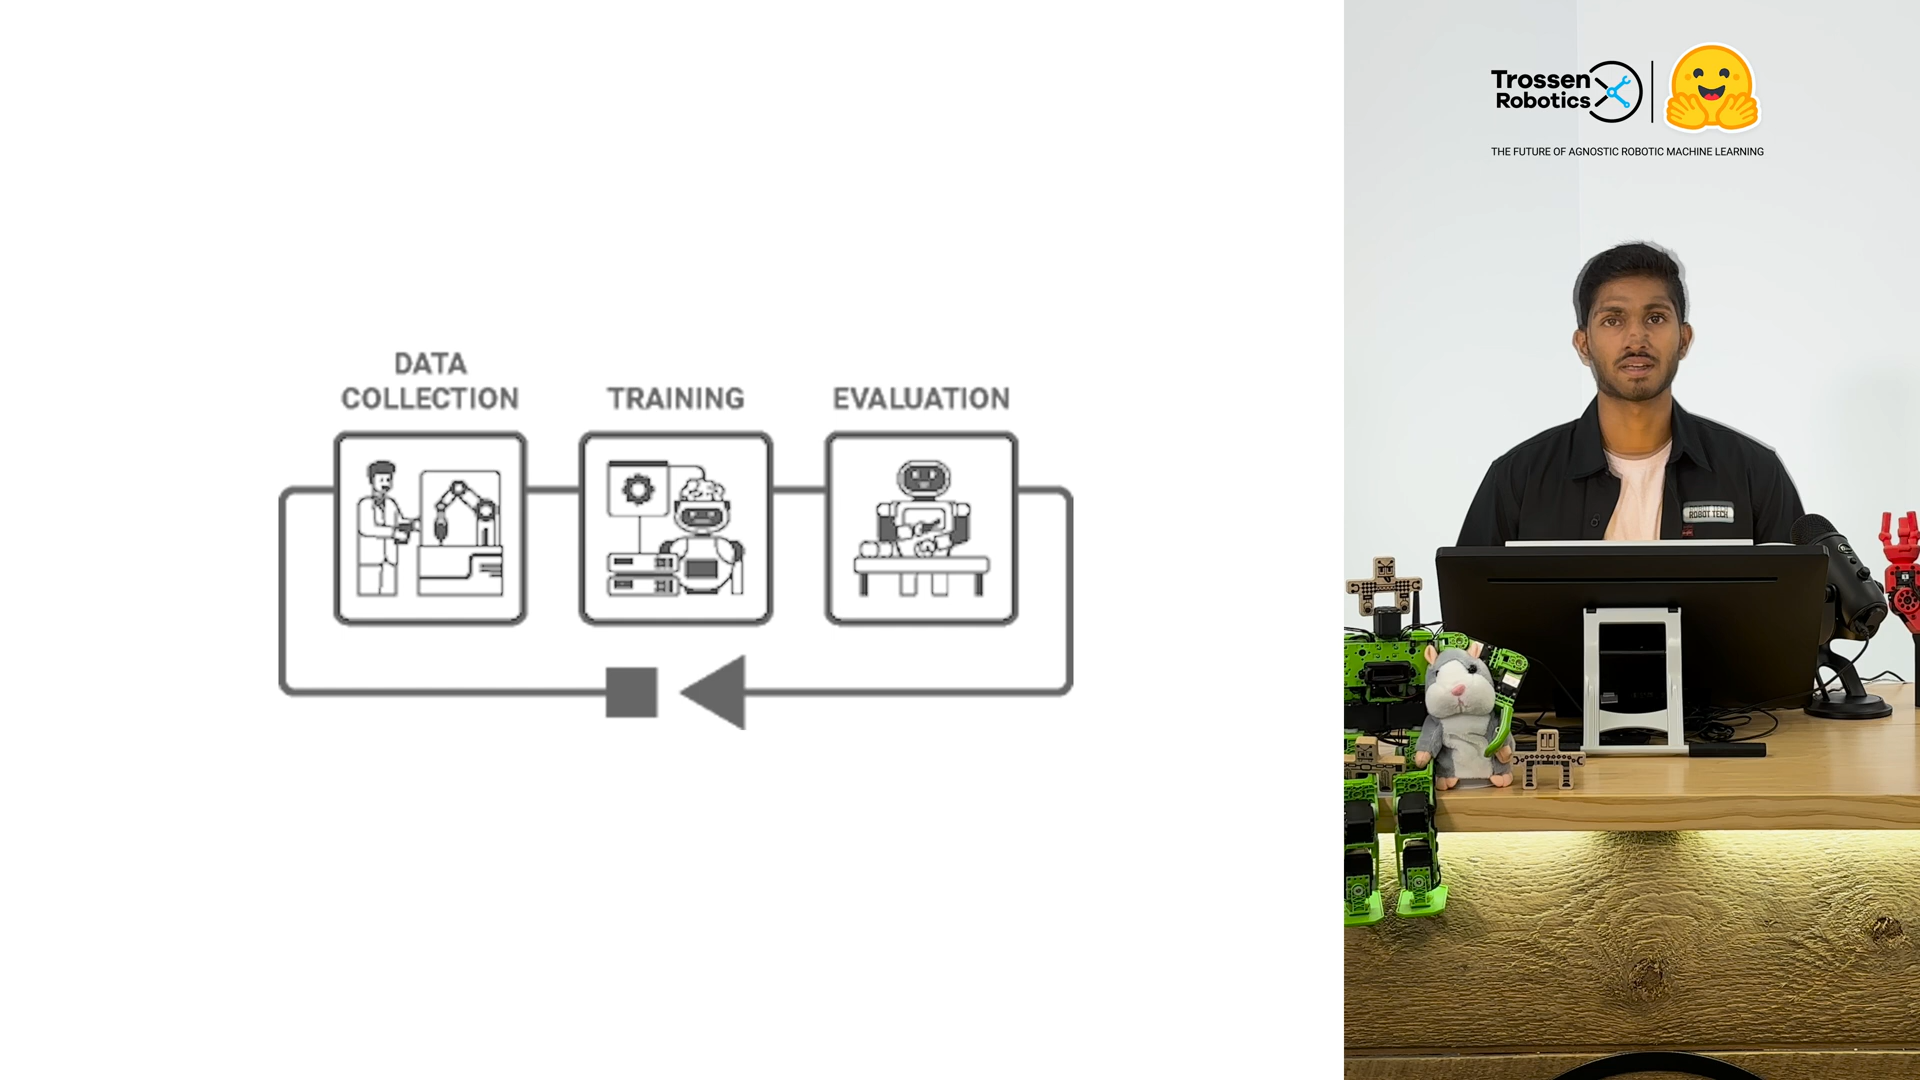 DATA
COLLECTION
TRAINING
EVALUATION
Trossen
Robotics
THE FUTURE OF AGNOSTIC ROBOTIC MACHINE LEARNING
ROBOT TECH